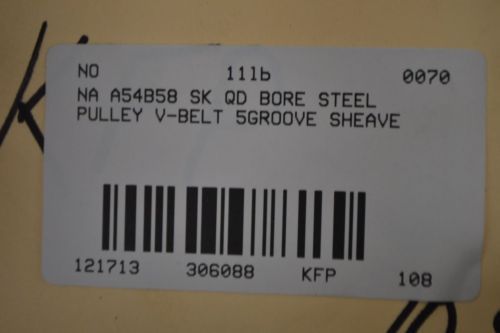 NO 11lb 0070
NA A54B58 SK QD BORE STEEL
PULLEY V-BELT 5GROOVE SHEAVE
121713 306088 KFP 108